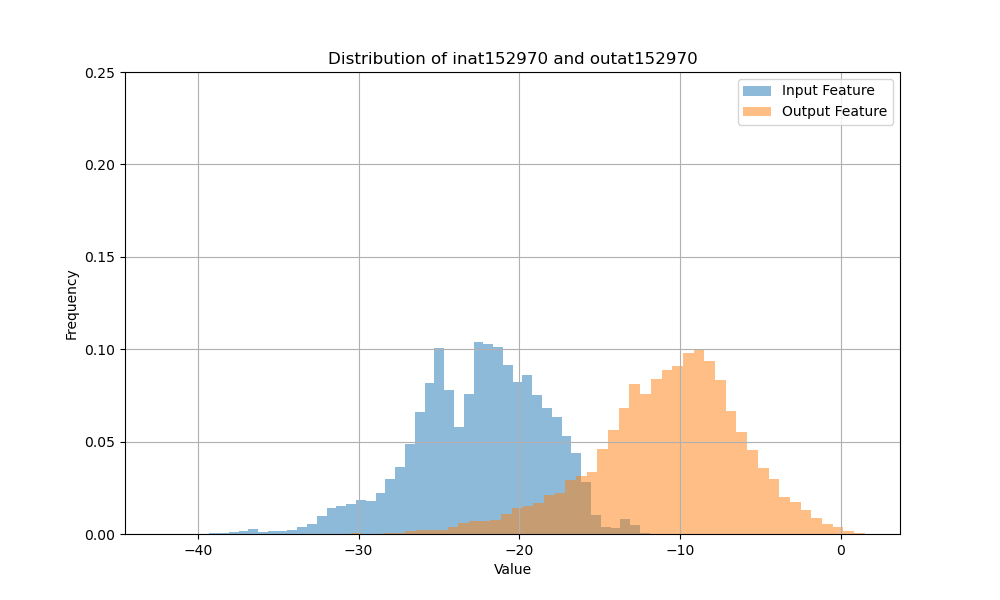 Distribution of inat152970 and outat152970
Input Feature
Output Feature
Frequency
0.25
0.20
0.15
0.10
0.05
0.00
−40
−30
−20
−10
0
Value